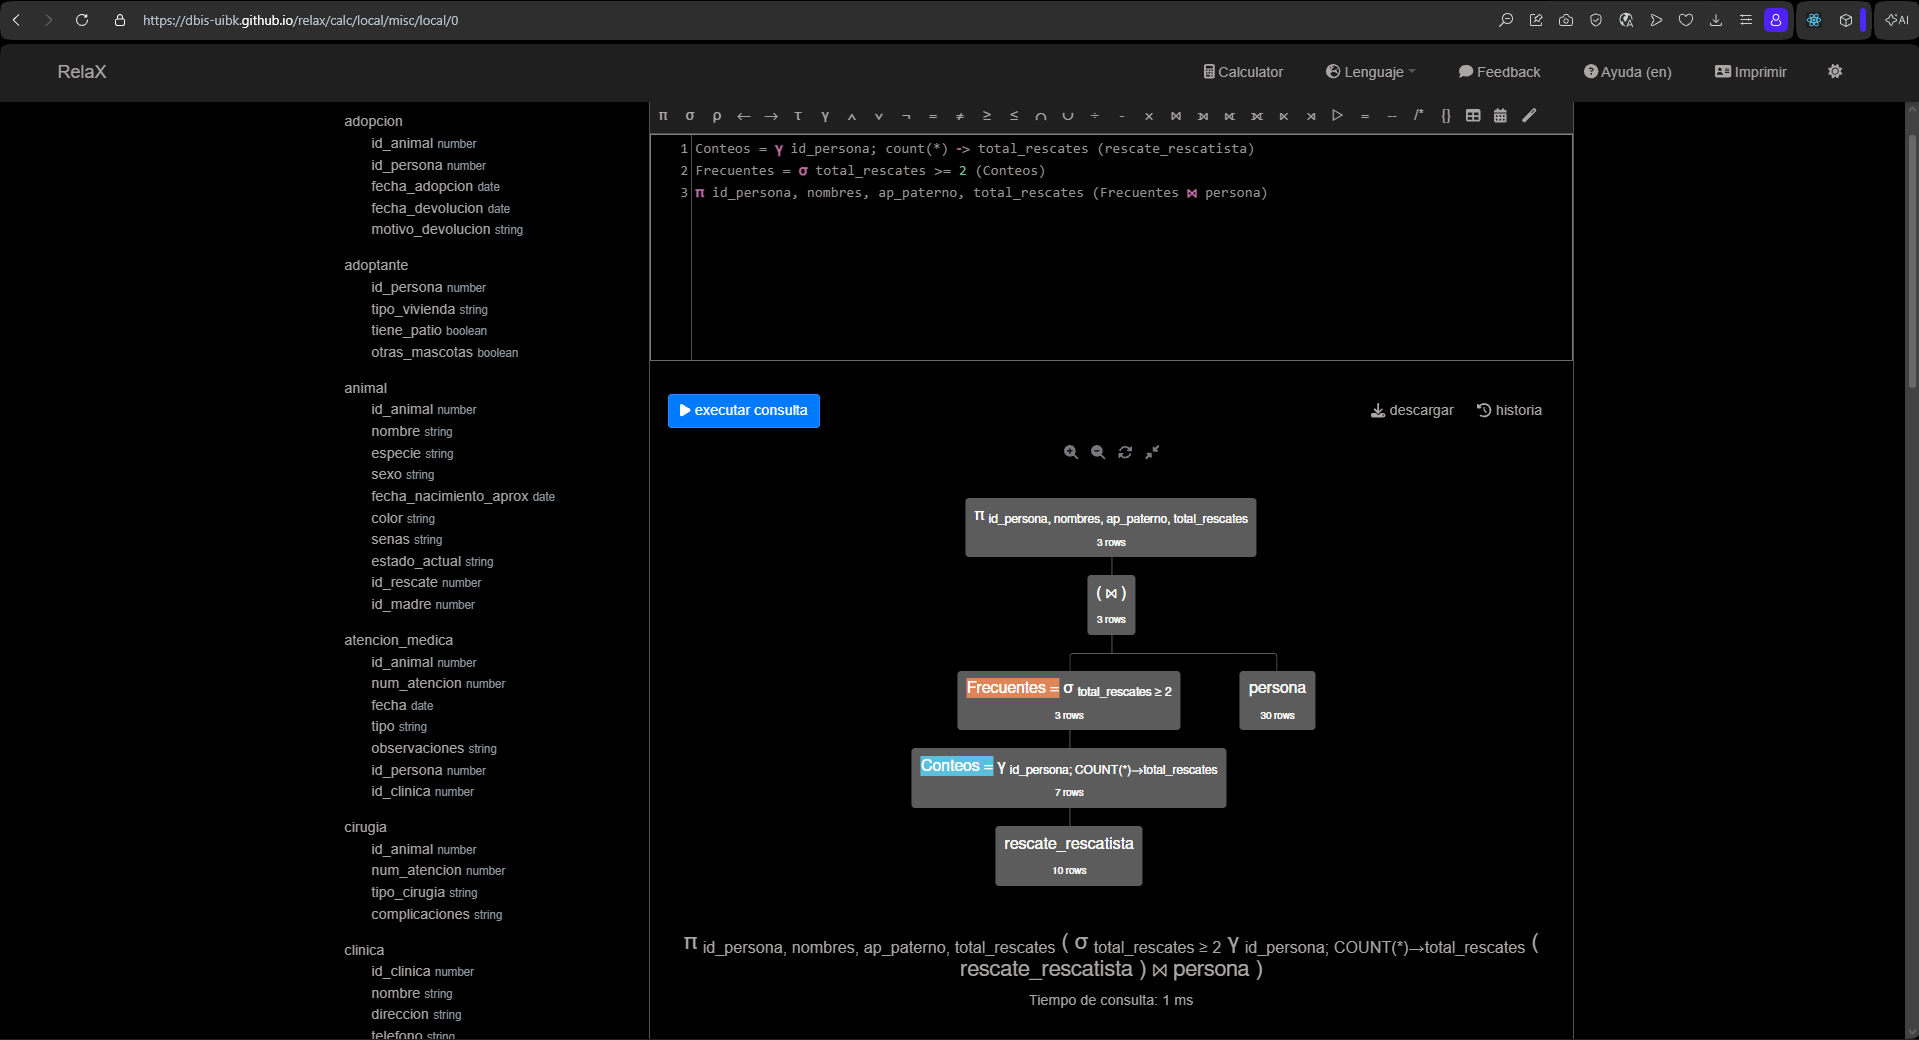 https://dbis-uibk.github.io/relax/calc/local/misc/local/0
AI
RelaX
Calculator
Lenguaje
Feedback
Ayuda (en)
Imprimir
adopcion
id_animal number
id_persona number
fecha_adopcion date
fecha_devolucion date
motivo_devolucion string
adoptante
id_persona number
tipo_vivienda string
tiene_patio boolean
otras_mascotas boolean
animal
id_animal number
nombre string
especie string
sexo string
fecha_nacimiento_aprox date
color string
senas string
estado_actual string
id_rescate number
id_madre number
atencion_medica
id_animal number
num_atencion number
fecha date
tipo string
observaciones string
id_persona number
id_clinica number
cirugia
id_animal number
num_atencion number
tipo_cirugia string
complicaciones string
clinica
id_clinica number
nombre string
direccion string
telefono string
π σ ρ ← → τ γ ∧ ∨ ¬ = ≠ ≥ ≤ ∩ ∪ ÷ - × ⋈ ⟕ ⟖ ⟗ ⋉ ⋊ ▷ = -- /* {}
1 Conteos = γ id_persona; count(*) -> total_rescates (rescate_rescatista)
2 Frecuentes = σ total_rescates >= 2 (Conteos)
3 π id_persona, nombres, ap_paterno, total_rescates (Frecuentes ⋈ persona)
executar consulta
descargar
historia
π id_persona, nombres, ap_paterno, total_rescates
3 rows
( ⋈ )
3 rows
Frecuentes = σ total_rescates ≥ 2
3 rows
persona
30 rows
Conteos = γ id_persona; COUNT(*)→total_rescates
7 rows
rescate_rescatista
10 rows
π id_persona, nombres, ap_paterno, total_rescates ( σ total_rescates ≥ 2 γ id_persona; COUNT(*)→total_rescates (
rescate_rescatista ) ⋈ persona )
Tiempo de consulta: 1 ms